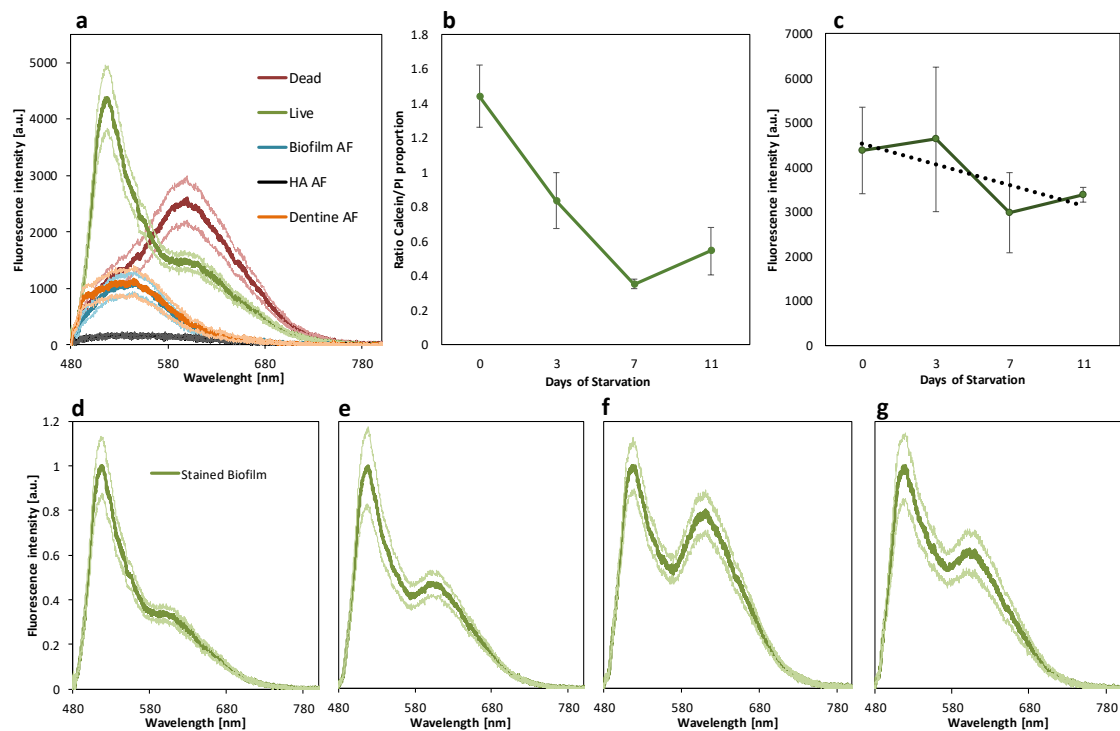 a
Fluorescence intensity [a.u.]
5000
4000
3000
2000
1000
0
480
580
680
780
Wavelenght [nm]
Dead
Live
Biofilm AF
HA AF
Dentine AF
b
Ratio Calcein/PI proportion
1.8
1.6
1.4
1.2
1
0.8
0.6
0.4
0.2
0
0
3
7
11
Days of Starvation
c
Fluorescence intensity [a.u.]
7000
6000
5000
4000
3000
2000
1000
0
0
3
7
11
Days of Starvation
d
Fluorescence intensity [a.u.]
1.2
1
0.8
0.6
0.4
0.2
0
480
580
680
780
Wavelength [nm]
Stained Biofilm
e
480
580
680
780
Wavelength [nm]
f
480
580
680
780
Wavelength [nm]
g
480
580
680
780
Wavelength [nm]